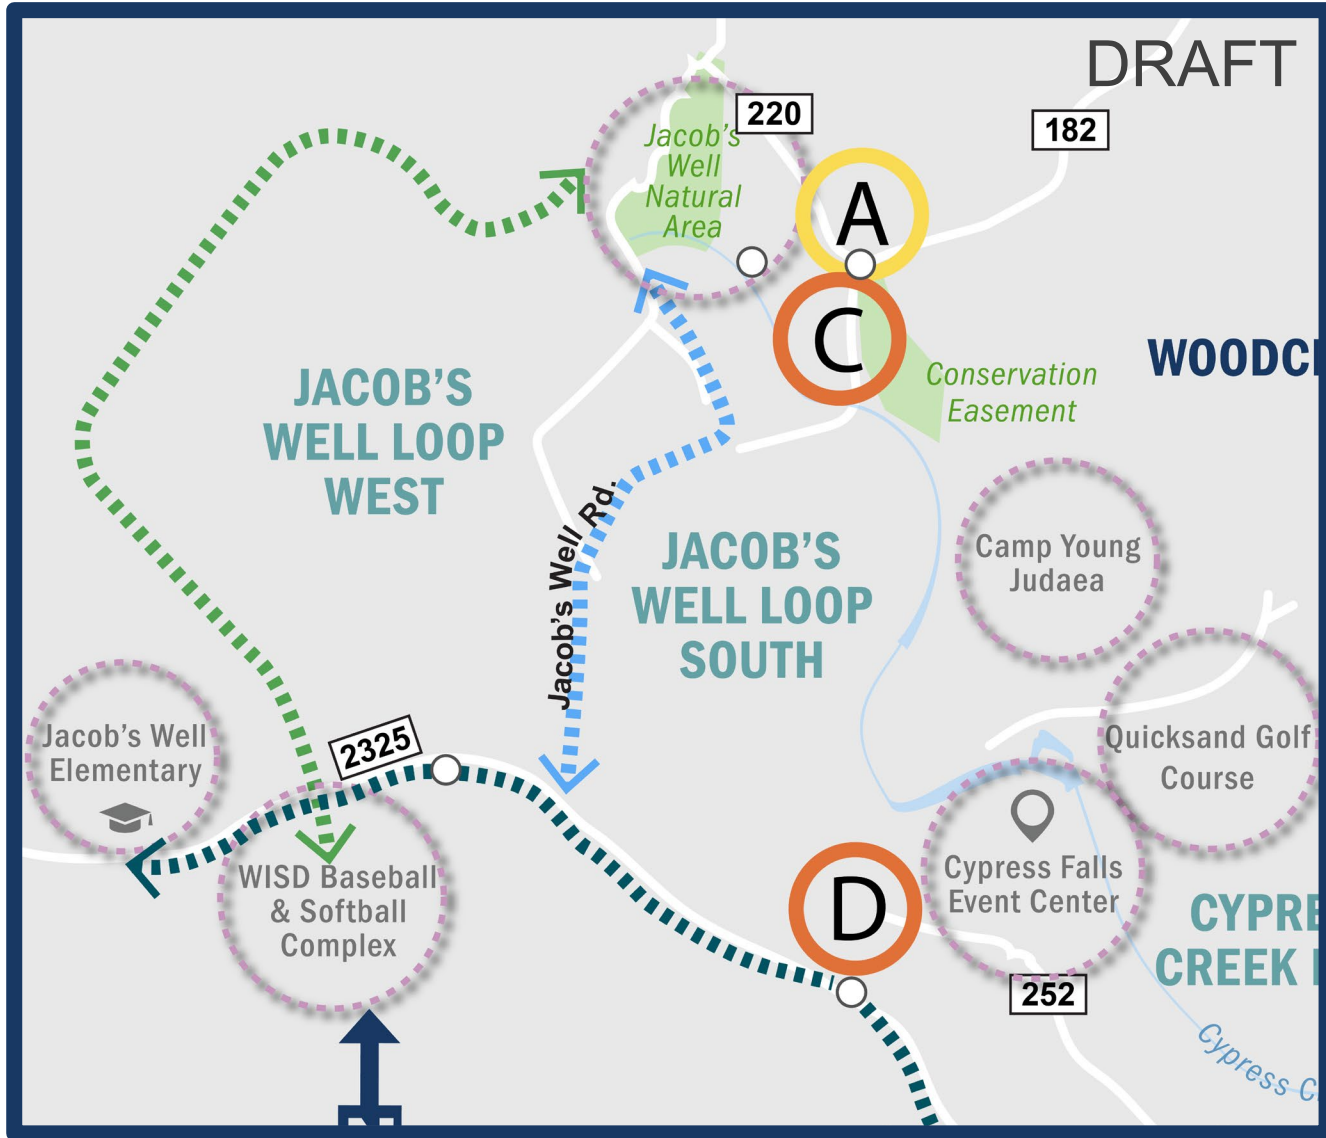 DRAFT
220
182
Jacob's
Well
Natural
Area
A
C
WOODC
Conservation
Easement
JACOB'S
WELL LOOP
WEST
Jacob's Well Rd.
JACOB'S
WELL LOOP
SOUTH
Camp Young
Judaea
Jacob's Well
Elementary
2325
Quicksand Golf
Course
WISD Baseball
& Softball
Complex
D
Cypress Falls
Event Center
252
CYPRE
CREEK
Cypress C